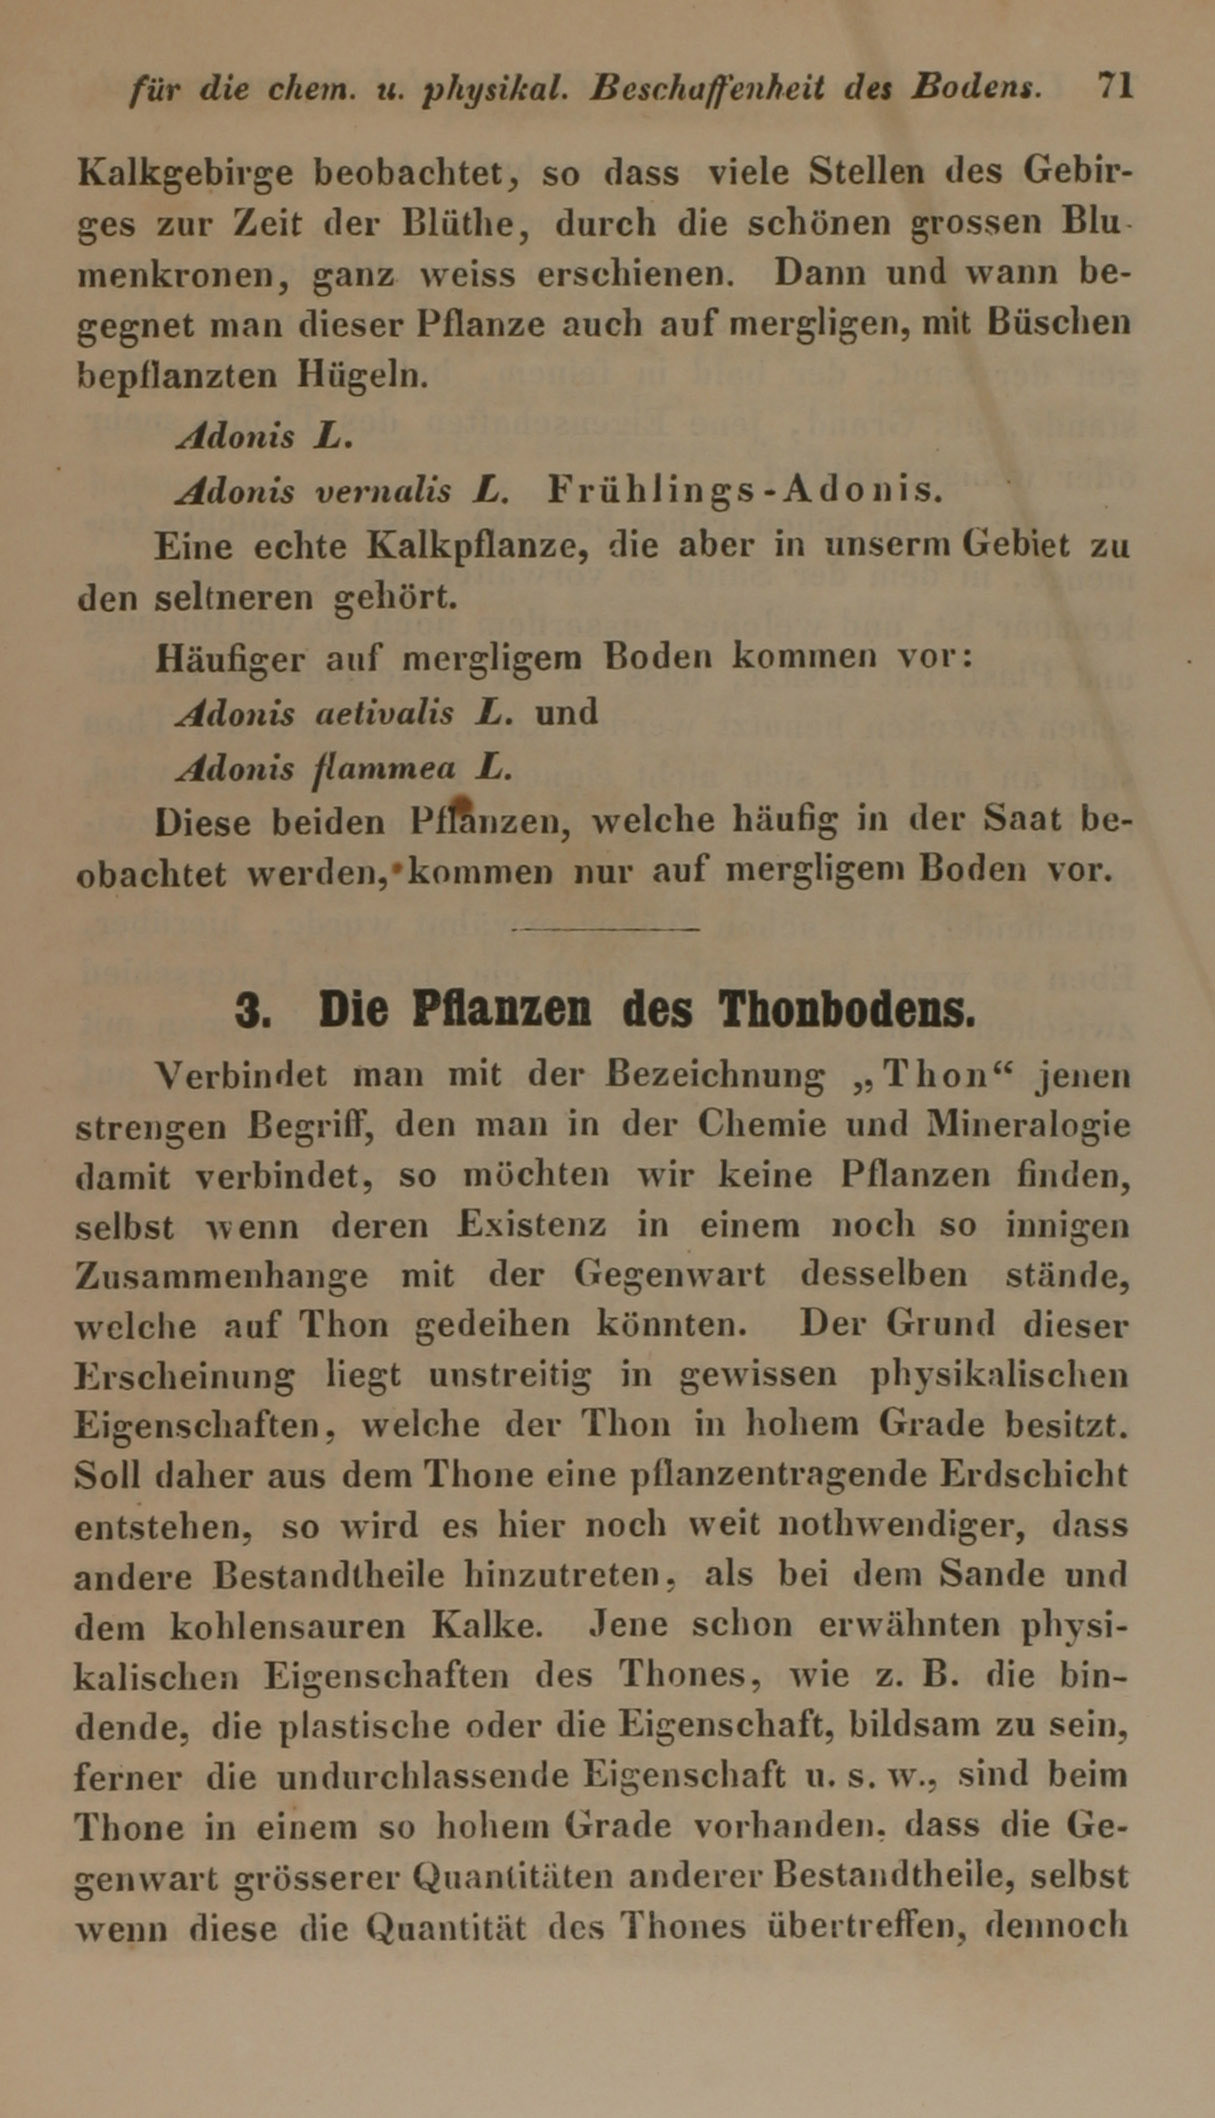 für die chem. u. physikal. Beschaffenheit des Bodens. 71
Kalkgebirge beobachtet, so dass viele Stellen des Gebir-
ges zur Zeit der Blüthe, durch die schönen grossen Blu-
menkronen, ganz weiss erschienen. Dann und wann be-
gegnet man dieser Pflanze auch auf mergligen, mit Büschen
bepflanzten Hügeln.
Adonis L.
Adonis vernalis L. Frühlings-Adonis.
Eine echte Kalkpflanze, die aber in unserm Gebiet zu
den seltneren gehört.
Häufiger auf mergligem Boden kommen vor:
Adonis aetivalis L. und
Adonis flammea L.
Diese beiden Pflanzen, welche häufig in der Saat be-
obachtet werden, kommen nur auf mergligem Boden vor.
3. Die Pflanzen des Thonbodens.
Verbindet man mit der Bezeichnung „Thon“ jenen
strengen Begriff, den man in der Chemie und Mineralogie
damit verbindet, so möchten wir keine Pflanzen finden,
selbst wenn deren Existenz in einem noch so innigen
Zusammenhange mit der Gegenwart desselben stände,
welche auf Thon gedeihen könnten. Der Grund dieser
Erscheinung liegt unstreitig in gewissen physikalischen
Eigenschaften, welche der Thon in hohem Grade besitzt.
Soll daher aus dem Thone eine pflanzentragende Erdschicht
entstehen, so wird es hier noch weit nothwendiger, dass
andere Bestandtheile hinzutreten, als bei dem Sande und
dem kohlensauren Kalke. Jene schon erwähnten physi-
kalischen Eigenschaften des Thones, wie z. B. die bin-
dende, die plastische oder die Eigenschaft, bildsam zu sein,
ferner die undurchlassende Eigenschaft u. s. w., sind beim
Thone in einem so hohem Grade vorhanden, dass die Ge-
genwart grösserer Quantitäten anderer Bestandtheile, selbst
wenn diese die Quantität des Thones übertreffen, dennoch